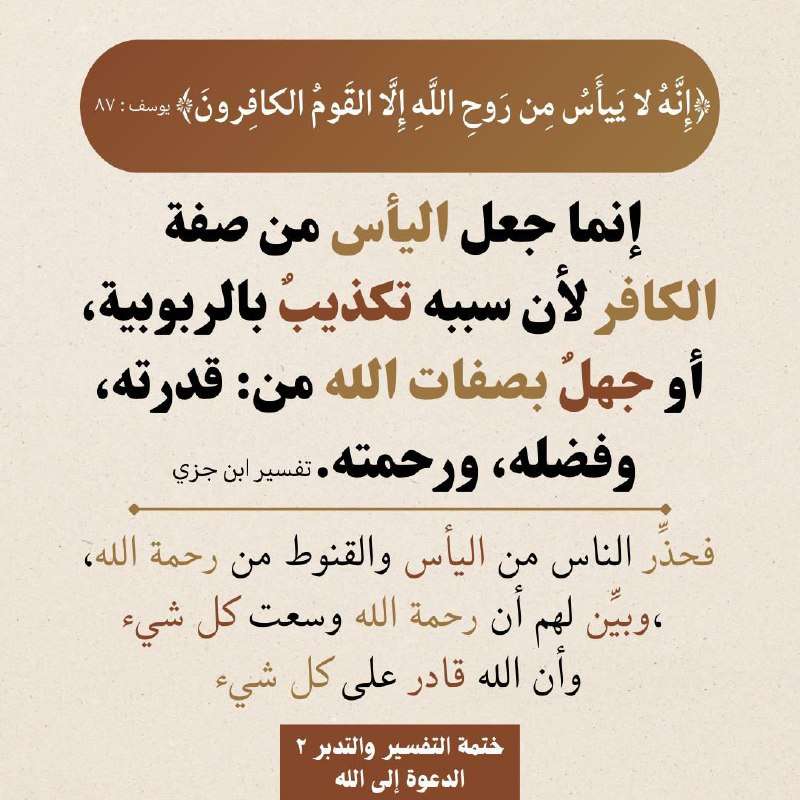 ﴿إِنَّهُ لا يَيأَسُ مِن رَوحِ اللَّهِ إِلَّا القَومُ الكافِرونَ﴾ يوسف: ٨٧
إنما جعل اليأس من صفة
الكافر لأن سببه تكذيبٌ بالربوبية،
أو جهلٌ بصفات الله من: قدرته،
وفضله، ورحمته. تفسير ابن جزي
فحذِّر الناس من اليأس والقنوط من رحمة الله،
،وبيِّن لهم أن رحمة الله وسعت كل شيء
وأن الله قادر على كل شيء
ختمة التفسير والتدبر ٢
الدعوة إلى الله